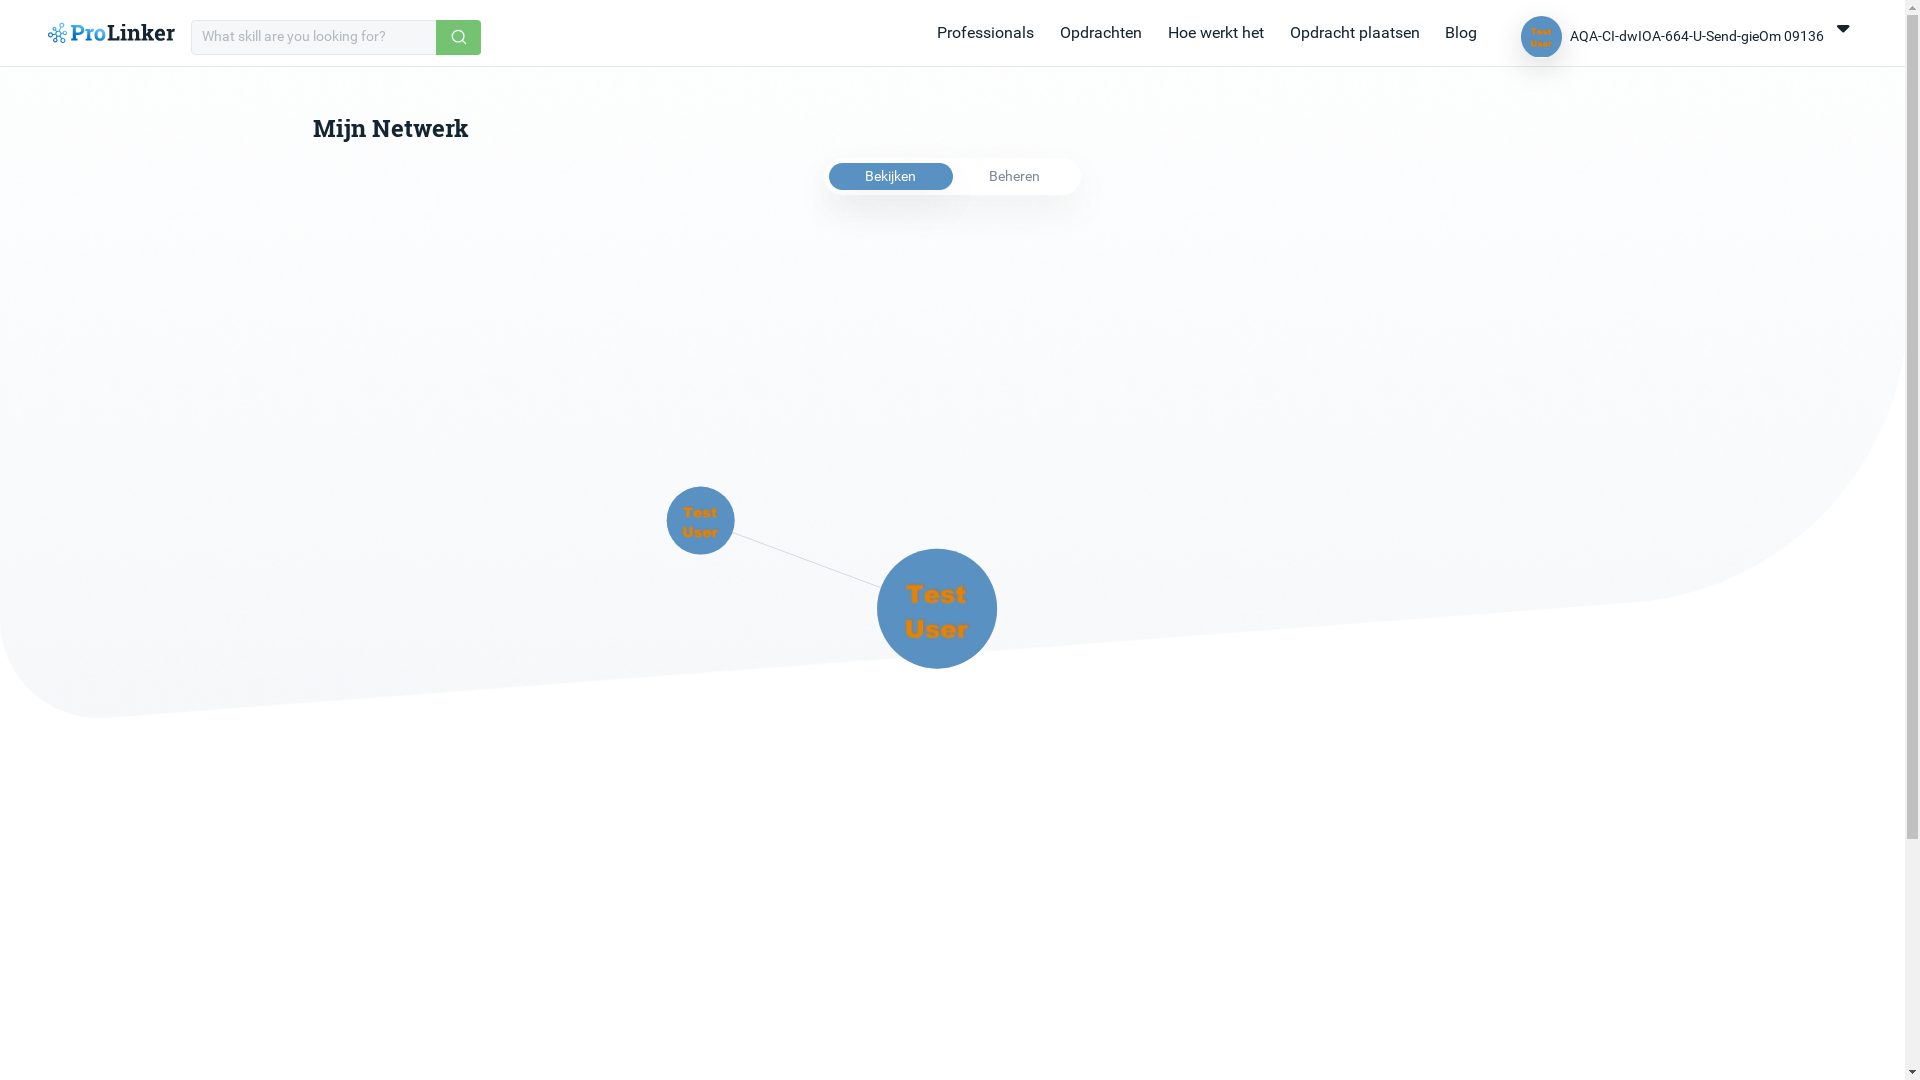 ProLinker
What skill are you looking for?
Professionals
Opdrachten
Hoe werkt het
Opdracht plaatsen
Blog
Test
User
AQA-CI-dwIOA-664-U-Send-gieOm 09136
Mijn Netwerk
Bekijken
Beheren
Test
User
Test
User